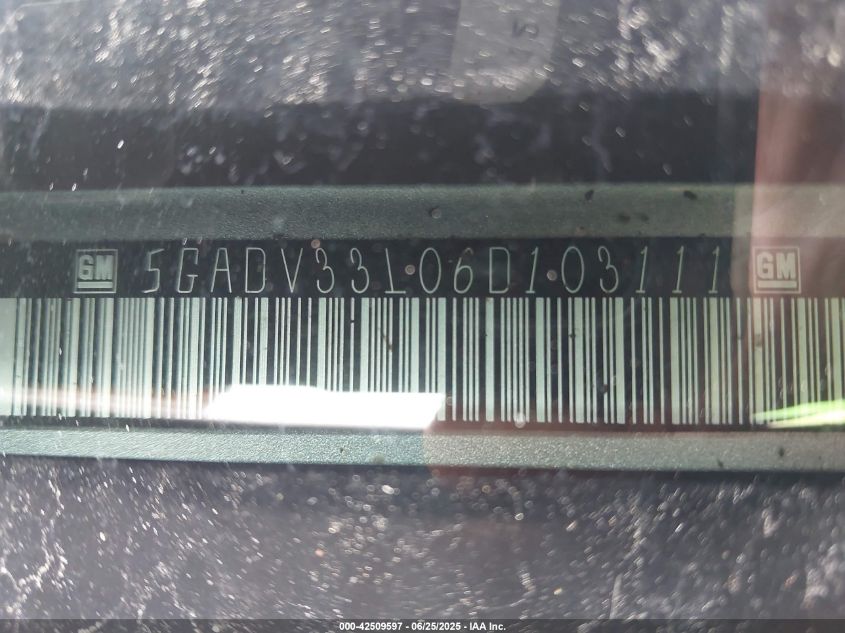 GM 5GADV33L06D103111 GM
000-42509597 - 06/25/2025 - IAA Inc.